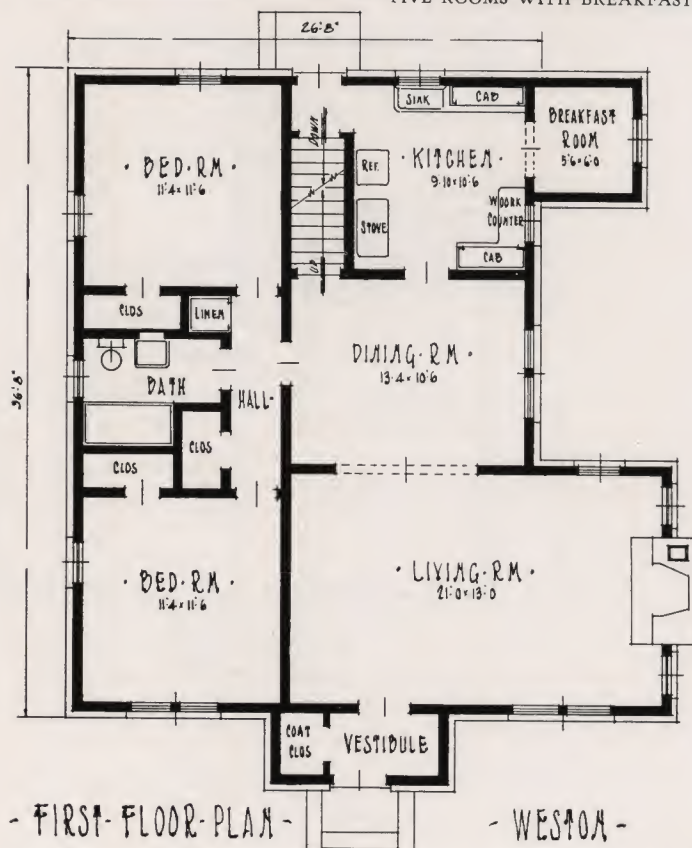 FIVE ROOMS WITH BREAKFAST
26'-8"
BED·RM
11'-4×11'-6
DOWN
SINK
CAB
BREAKFAST
ROOM
5'6×6'0
REF.
·KITCHEN·
9'-10×10'-6
STOVE
WOORK
COUNTER
CAB
UP
CLOS
LINEN
DINING·RM
13'-4×10'-6
36'-8"
BATH
HALL-
CLOS
CLOS
·BED·RM·
11'-4×11'-6
·LIVING·RM·
21'-0×13'-0
COAT
CLOS
VESTIBULE
-FIRST-FLOOR-PLAN-
-WESTON-